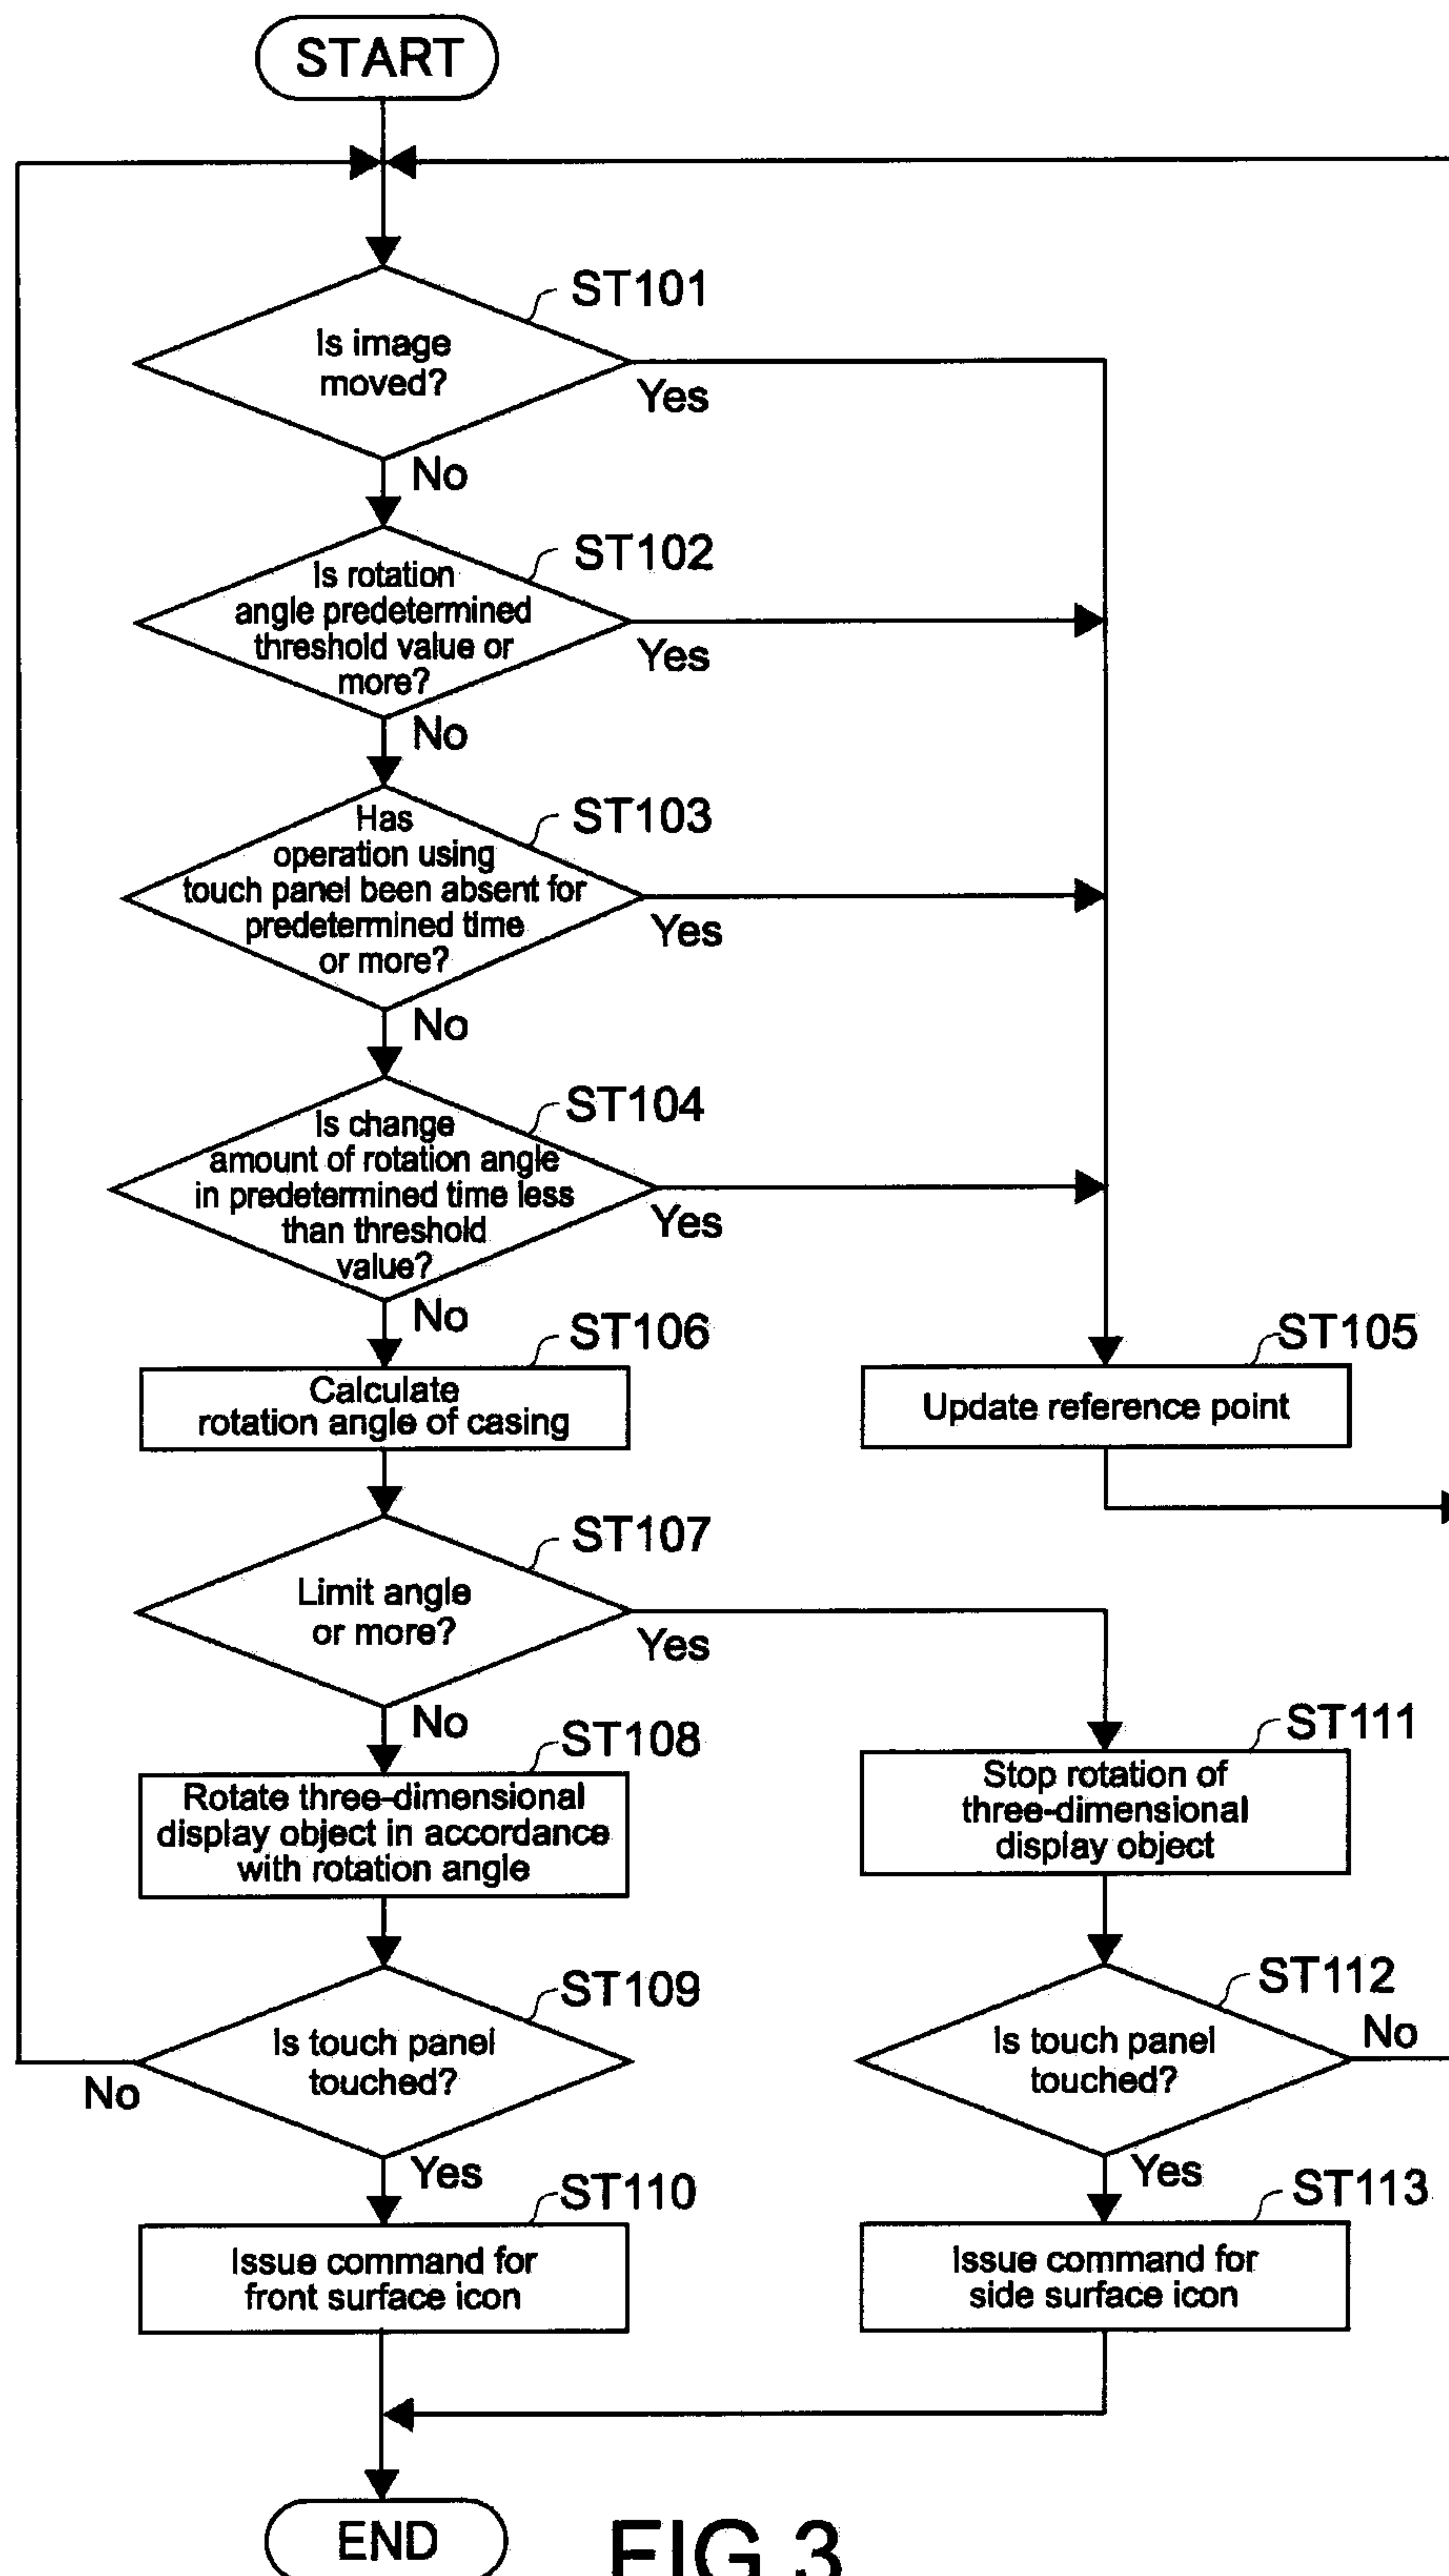 START
ST101
Is image
moved?
Yes
No
ST102
Is rotation
angle predetermined
threshold value or
more?
Yes
No
ST103
Has
operation using
touch panel been absent for
predetermined time
or more?
Yes
No
ST104
Is change
amount of rotation angle
in predetermined time less
than threshold
value?
Yes
No
ST106
Calculate
rotation angle of casing
ST105
Update reference point
ST107
Limit angle
or more?
Yes
No
ST108
Rotate three-dimensional
display object in accordance
with rotation angle
ST111
Stop rotation of
three-dimensional
display object
ST109
Is touch panel
touched?
No
Yes
ST112
Is touch panel
touched?
No
Yes
ST110
Issue command for
front surface icon
ST113
Issue command for
side surface icon
END
FIG.3